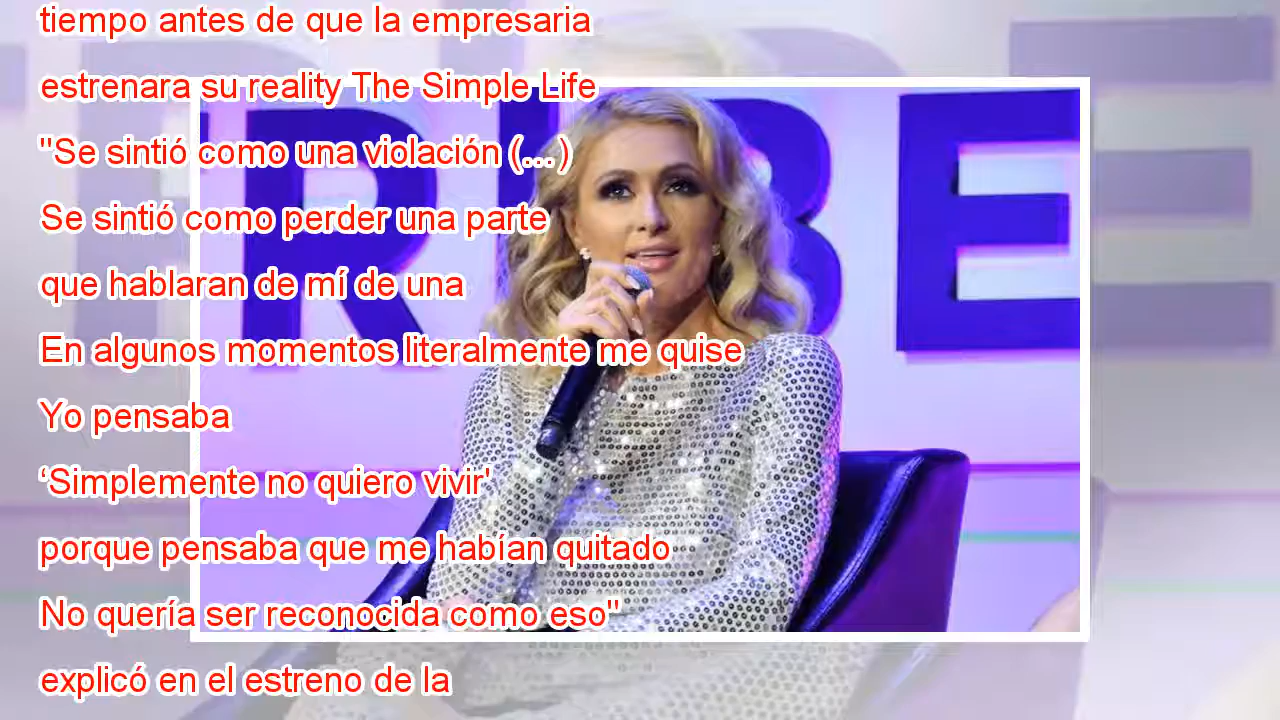 tiempo antes de que la empresaria
estrenara su reality The Simple Life
"Se sintió como una violación (...)
Se sintió como perder una parte
que hablaran de mí de una
En algunos momentos literalmente me quise
Yo pensaba
‘Simplemente no quiero vivir'
porque pensaba que me habían quitado
No quería ser reconocida como eso"
explicó en el estreno de la